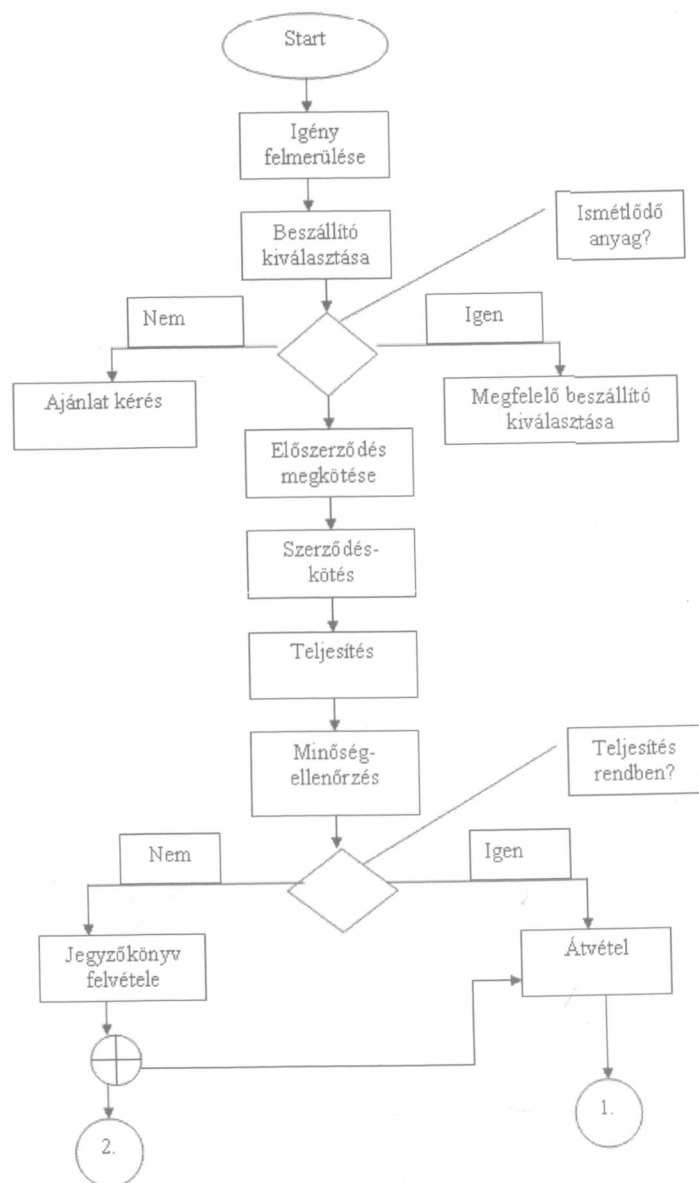 Start
Igény
felmerülése
Beszállító
kiválasztása
Ismétlődő
anyag?
Nem
Igen
Ajánlat kérés
Megfelelő beszállító
kiválasztása
Előszerződés
megkötése
Szerződés-
kötés
Teljesítés
Minőség-
ellenőrzés
Teljesítés
rendben?
Nem
Igen
Jegyzőkönyv
felvétele
Átvétel
1.
2.